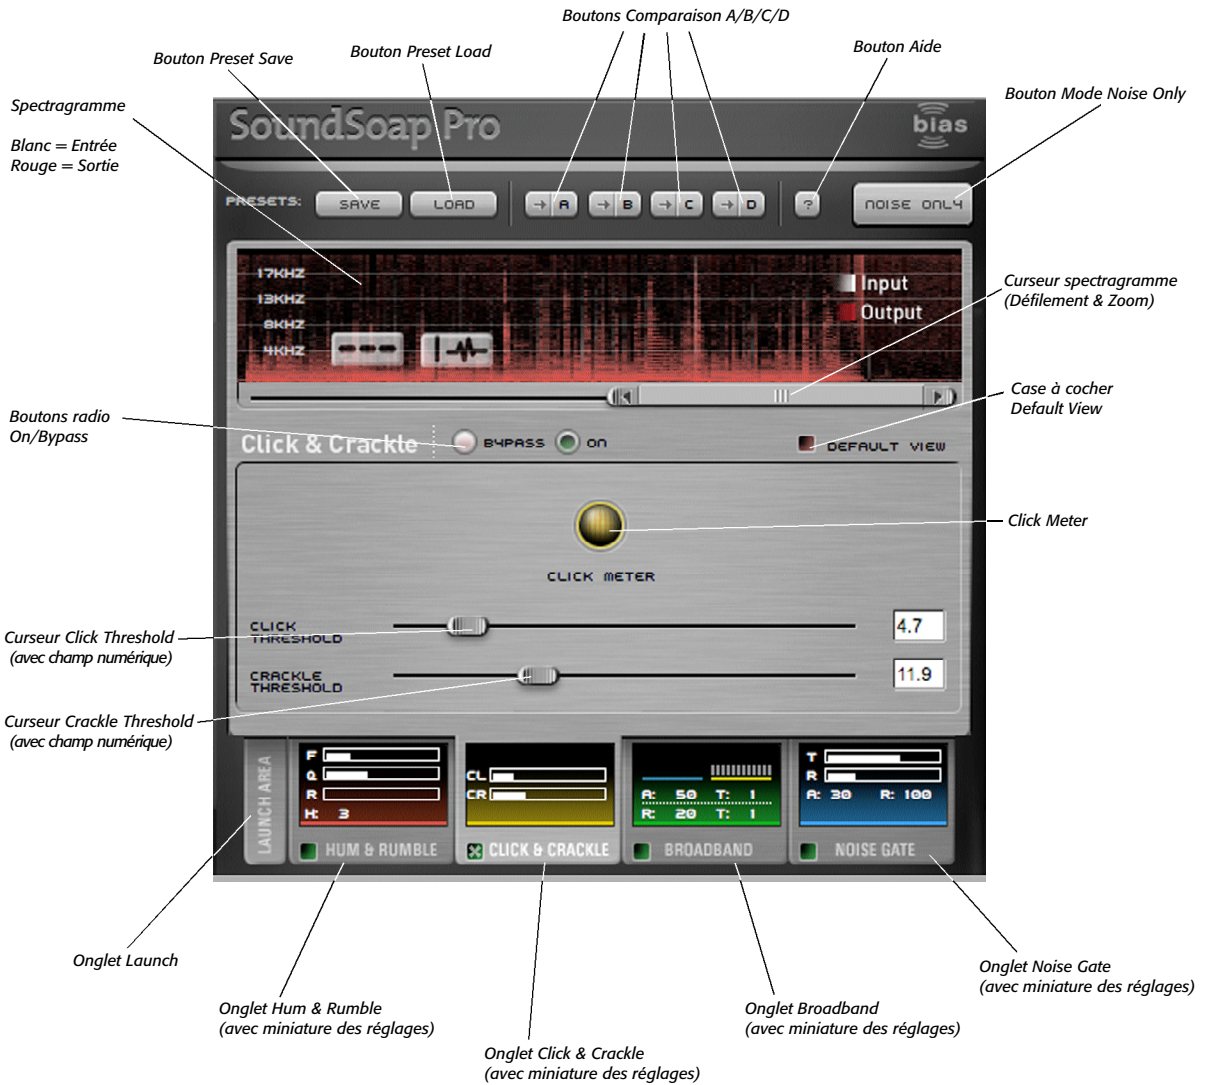 Boutons Comparaison A/B/C/D
Bouton Preset Save
Bouton Preset Load
Bouton Aide
Bouton Mode Noise Only
Spectragramme
Blanc = Entrée
Rouge = Sortie
SoundSoap Pro
bias
PRESETS:
SAVE
LOAD
A
B
C
D
?
NOISE ONLY
17KHZ
13KHZ
8KHZ
4KHZ
Input
Output
Curseur spectragramme
(Défilement & Zoom)
Case à cocher
Default View
Boutons radio
On/Bypass
Click & Crackle
BYPASS
ON
DEFAULT VIEW
Click Meter
CLICK METER
Curseur Click Threshold
(avec champ numérique)
CLICK
THRESHOLD
4.7
CRACKLE
THRESHOLD
11.9
Curseur Crackle Threshold
(avec champ numérique)
LAUNCH AREA
F
Q
R
H: 3
HUM & RUMBLE
CL
CR
CLICK & CRACKLE
A: 50 T: 1
R: 20 T: 1
BROADBAND
T
R
A: 30 R: 100
NOISE GATE
Onglet Launch
Onglet Hum & Rumble
(avec miniature des réglages)
Onglet Click & Crackle
(avec miniature des réglages)
Onglet Broadband
(avec miniature des réglages)
Onglet Noise Gate
(avec miniature des réglages)